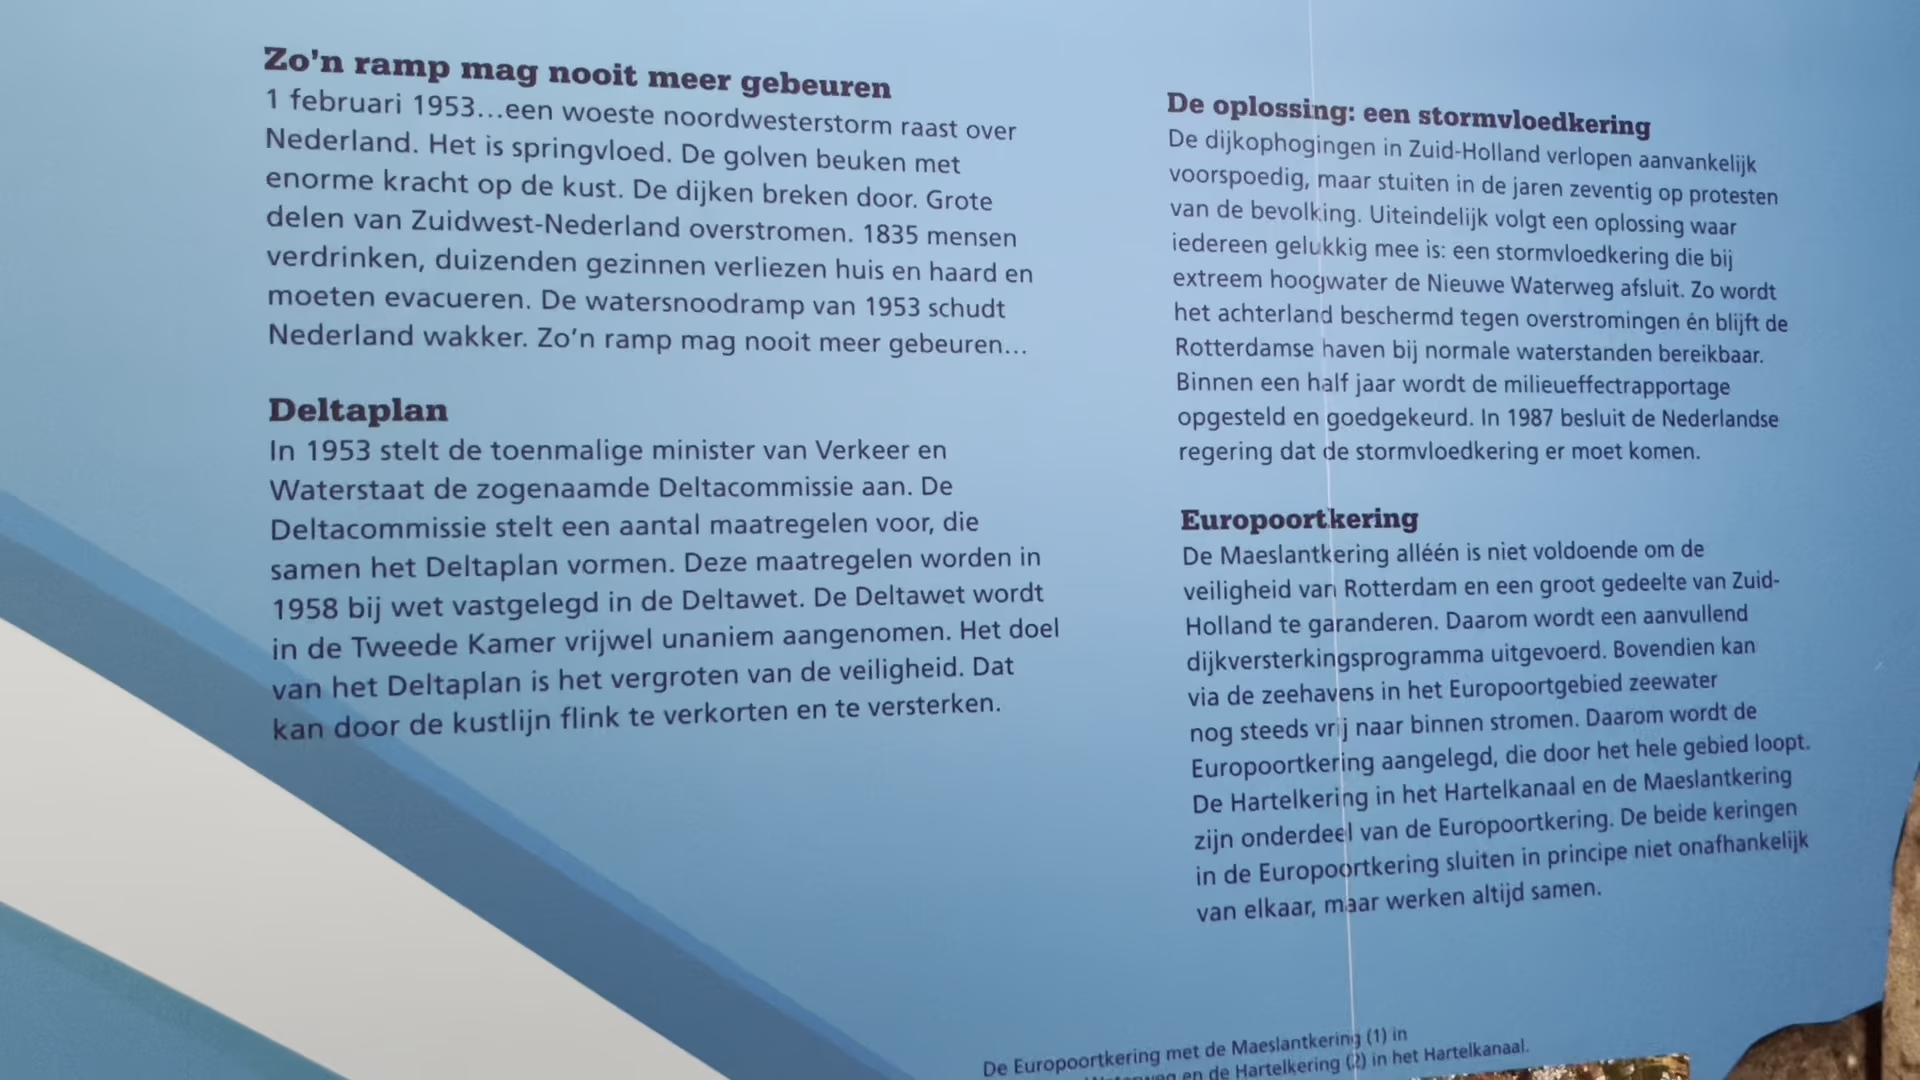 Zo'n ramp mag nooit meer gebeuren
1 februari 1953...een woeste noordwesterstorm raast over
Nederland. Het is springvloed. De golven beuken met
enorme kracht op de kust. De dijken breken door. Grote
delen van Zuidwest-Nederland overstromen. 1835 mensen
verdrinken, duizenden gezinnen verliezen huis en haard en
moeten evacueren. De watersnoodramp van 1953 schudt
Nederland wakker. Zo'n ramp mag nooit meer gebeuren...
Deltaplan
In 1953 stelt de toenmalige minister van Verkeer en
Waterstaat de zogenaamde Deltacommissie aan. De
Deltacommissie stelt een aantal maatregelen voor, die
samen het Deltaplan vormen. Deze maatregelen worden in
1958 bij wet vastgelegd in de Deltawet. De Deltawet wordt
in de Tweede Kamer vrijwel unaniem aangenomen. Het doel
van het Deltaplan is het vergroten van de veiligheid. Dat
kan door de kustlijn flink te verkorten en te versterken.
De oplossing: een stormvloedkering
De dijkophogingen in Zuid-Holland verlopen aanvankelijk
voorspoedig, maar stuiten in de jaren zeventig op protesten
van de bevolking. Uiteindelijk volgt een oplossing waar
iedereen gelukkig mee is: een stormvloedkering die bij
extreem hoogwater de Nieuwe Waterweg afsluit. Zo wordt
het achterland beschermd tegen overstromingen én blijft de
Rotterdamse haven bij normale waterstanden bereikbaar.
Binnen een half jaar wordt de milieueffectrapportage
opgesteld en goedgekeurd. In 1987 besluit de Nederlandse
regering dat de stormvloedkering er moet komen.
Europoortkering
De Maeslantkering alléén is niet voldoende om de
veiligheid van Rotterdam en een groot gedeelte van Zuid-
Holland te garanderen. Daarom wordt een aanvullend
dijkversterkingsprogramma uitgevoerd. Bovendien kan
via de zeehavens in het Europoortgebied zeewater
nog steeds vrij naar binnen stromen. Daarom wordt de
Europoortkering aangelegd, die door het hele gebied loopt.
De Hartelkering in het Hartelkanaal en de Maeslantkering
zijn onderdeel van de Europoortkering. De beide keringen
in de Europoortkering sluiten in principe niet onafhankelijk
van elkaar, maar werken altijd samen.
De Europoortkering met de Maeslantkering (1) in
en de Hartelkering (2) in het Hartelkanaal.